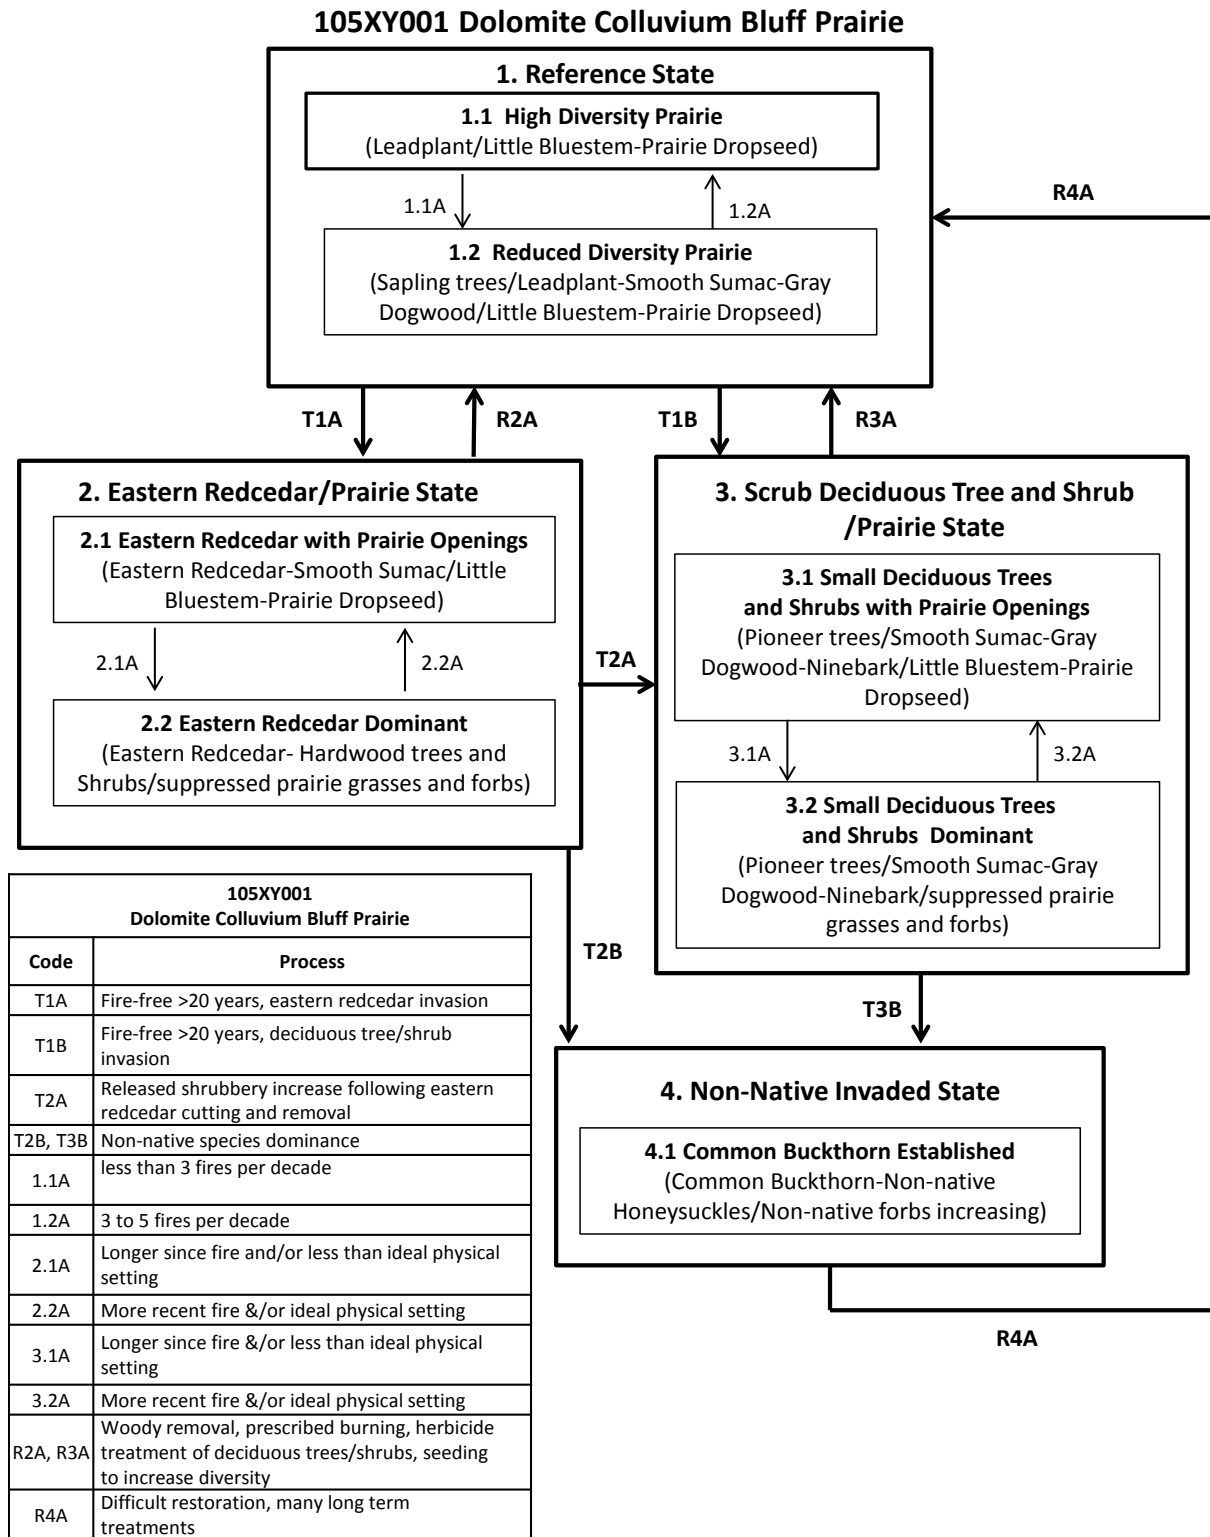 105XY001 Dolomite Colluvium Bluff Prairie
1. Reference State
1.1 High Diversity Prairie
(Leadplant/Little Bluestem-Prairie Dropseed)
1.1A
1.2A
R4A
1.2 Reduced Diversity Prairie
(Sapling trees/Leadplant-Smooth Sumac-Gray
Dogwood/Little Bluestem-Prairie Dropseed)
T1A
R2A
T1B
R3A
2. Eastern Redcedar/Prairie State
2.1 Eastern Redcedar with Prairie Openings
(Eastern Redcedar-Smooth Sumac/Little
Bluestem-Prairie Dropseed)
2.1A
2.2A
2.2 Eastern Redcedar Dominant
(Eastern Redcedar- Hardwood trees and
Shrubs/suppressed prairie grasses and forbs)
T2A
3. Scrub Deciduous Tree and Shrub
/Prairie State
3.1 Small Deciduous Trees
and Shrubs with Prairie Openings
(Pioneer trees/Smooth Sumac-Gray
Dogwood-Ninebark/Little Bluestem-Prairie
Dropseed)
3.1A
3.2A
3.2 Small Deciduous Trees
and Shrubs Dominant
(Pioneer trees/Smooth Sumac-Gray
Dogwood-Ninebark/suppressed prairie
grasses and forbs)
T2B
T3B
4. Non-Native Invaded State
4.1 Common Buckthorn Established
(Common Buckthorn-Non-native
Honeysuckles/Non-native forbs increasing)
R4A
105XY001
Dolomite Colluvium Bluff Prairie
Code Process
T1A Fire-free >20 years, eastern redcedar invasion
T1B Fire-free >20 years, deciduous tree/shrub
invasion
T2A Released shrubbery increase following eastern
redcedar cutting and removal
T2B, T3B Non-native species dominance
1.1A less than 3 fires per decade
1.2A 3 to 5 fires per decade
2.1A Longer since fire and/or less than ideal physical
setting
2.2A More recent fire &/or ideal physical setting
3.1A Longer since fire &/or less than ideal physical
setting
3.2A More recent fire &/or ideal physical setting
R2A, R3A Woody removal, prescribed burning, herbicide
treatment of deciduous trees/shrubs, seeding
to increase diversity
R4A Difficult restoration, many long term
treatments